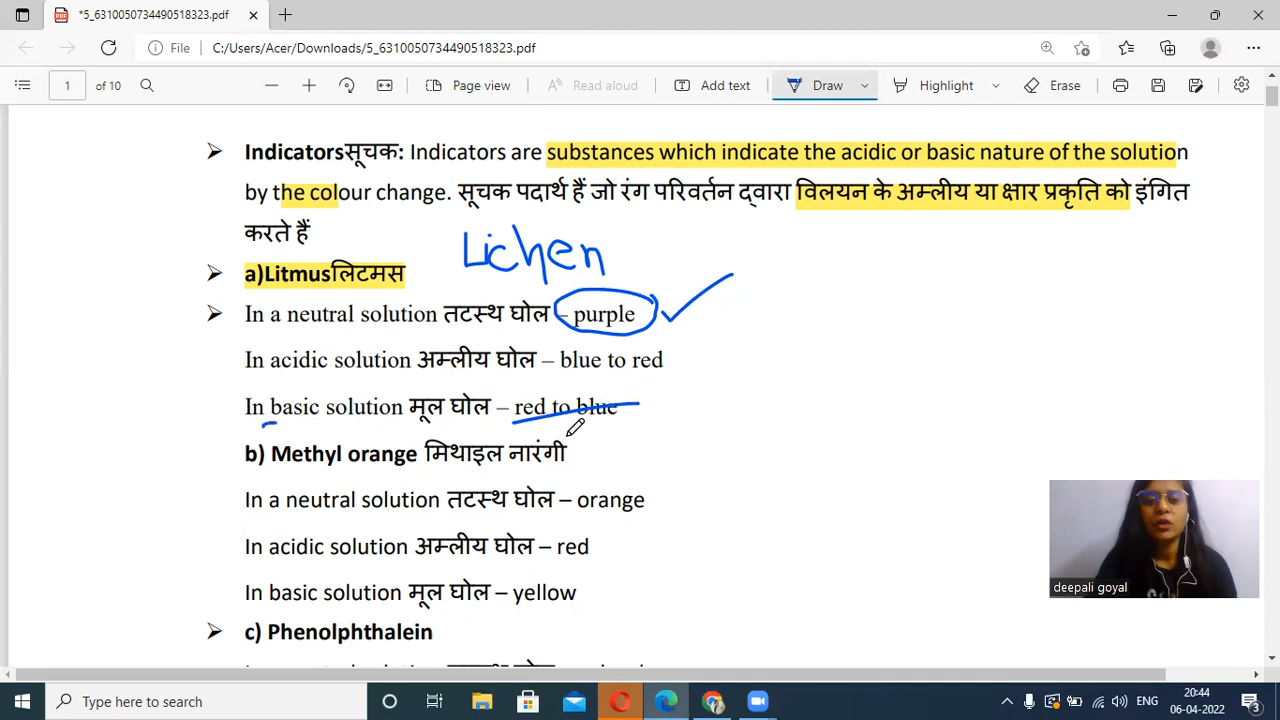 *5_6310050734490518323.pdf
File
C:/Users/Acer/Downloads/5_6310050734490518323.pdf
1 of 10
Page view
Read aloud
Add text
Draw
Highlight
Erase
Indicatorsसूचक: Indicators are substances which indicate the acidic or basic nature of the solution
by the colour change. सूचक पदार्थ हैं जो रंग परिवर्तन द्वारा विलयन के अम्लीय या क्षार प्रकृति को इंगित
करते हैं
Lichen
a)Litmusलिटमस
In a neutral solution तटस्थ घोल – purple
In acidic solution अम्लीय घोल – blue to red
In basic solution मूल घोल – red to blue
b) Methyl orange मिथाइल नारंगी
In a neutral solution तटस्थ घोल – orange
In acidic solution अम्लीय घोल – red
In basic solution मूल घोल – yellow
c) Phenolphthalein
deepali goyal
Type here to search
ENG
20:44
06-04-2022
3